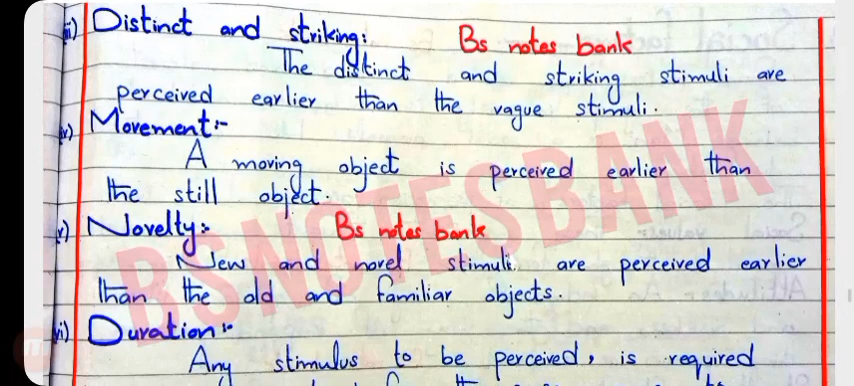 iii) Distinct and striking:
Bs notes bank
The distinct and striking stimuli are
perceived earlier than the vague stimuli.
iv) Movement:-
A moving object is perceived earlier than
the still object.
v) Novelty:-
Bs notes bank
New and novel stimuli are perceived earlier
than the old and familiar objects.
vi) Duration:-
Any stimulus to be perceived, is required
BSNOTESBANK